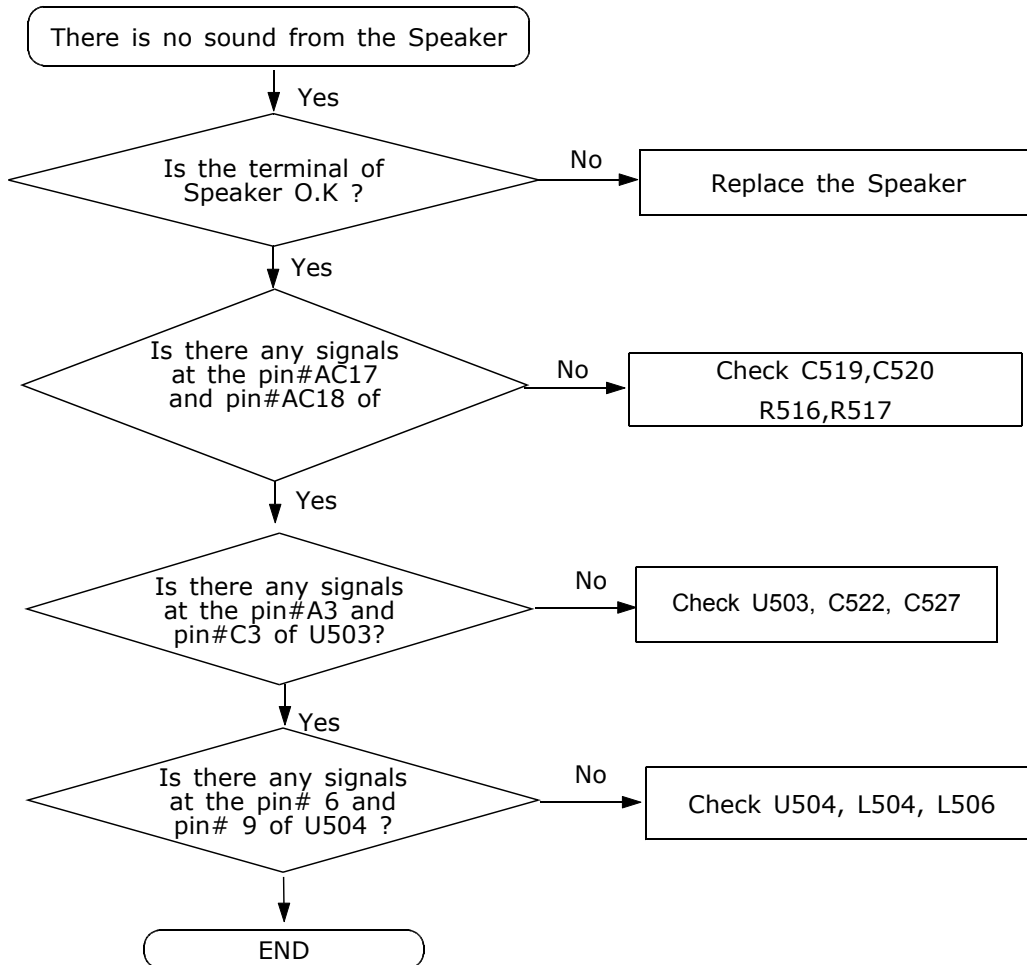 There is no sound from the Speaker
Yes
Is the terminal of
Speaker O.K ?
No
Replace the Speaker
Yes
Is there any signals
at the pin#AC17
and pin#AC18 of
No
Check C519,C520
R516,R517
Yes
Is there any signals
at the pin#A3 and
pin#C3 of U503?
No
Check U503, C522, C527
Yes
Is there any signals
at the pin# 6 and
pin# 9 of U504 ?
No
Check U504, L504, L506
END